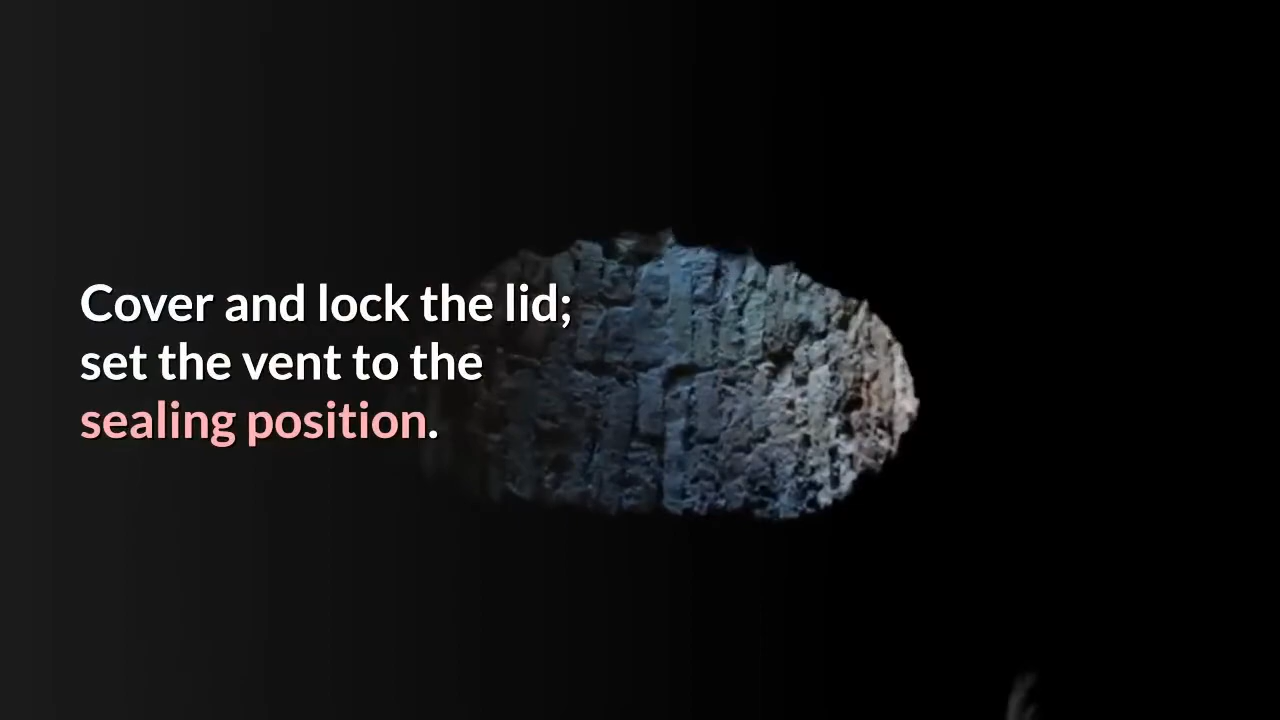 Cover and lock the lid;
set the vent to the
sealing position.